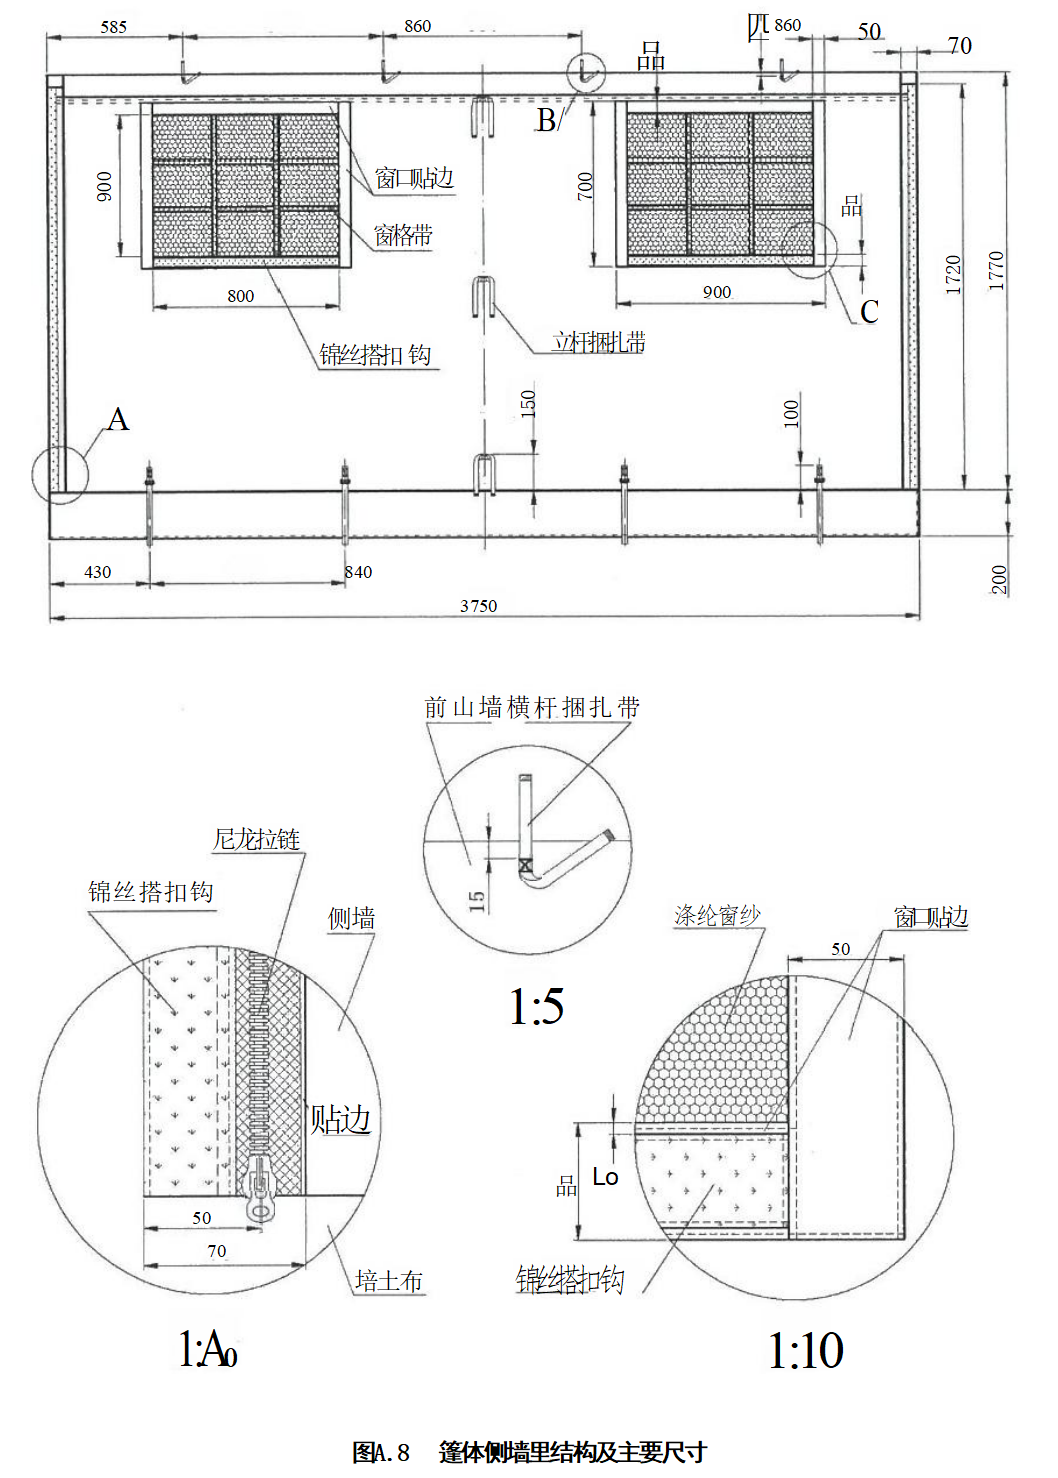 585
860
匹
860
50
70
品
B/
900
窗口贴边
窗格带
700
品
1720
1770
800
900
C
锦丝搭扣 钩
立杆捆扎带
A
150
100
430
840
200
3750
前山墙横杆捆扎带
15
1:5
尼龙拉链
锦丝搭扣钩
侧墙
贴边
50
70
培土布
1:A0
涤纶窗纱
窗口贴边
50
品
Lo
锦丝搭扣钩
1:10
图A.8 篷体侧墙里结构及主要尺寸